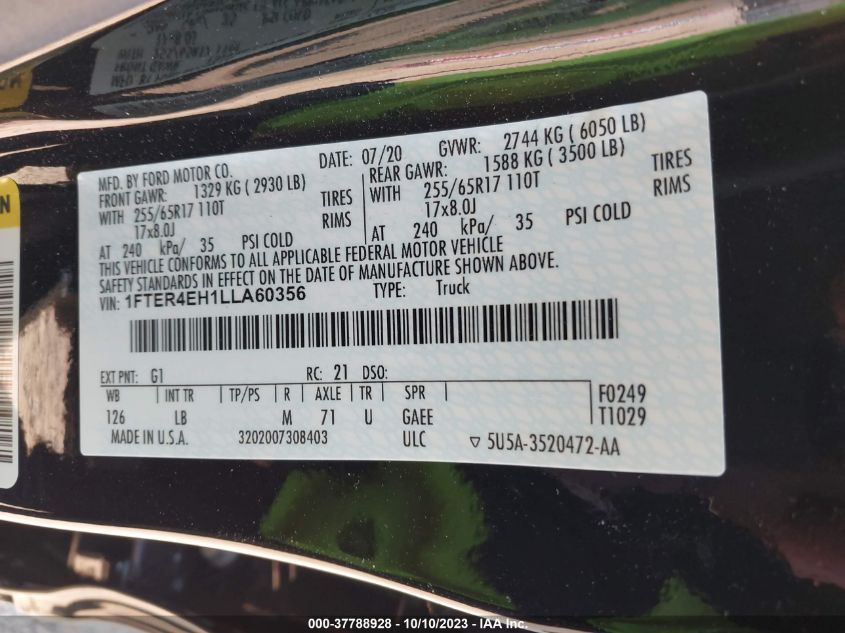 MFD. BY FORD MOTOR CO.
DATE: 07/20
GVWR: 2744 KG ( 6050 LB)
FRONT GAWR: 1329 KG ( 2930 LB)
REAR GAWR: 1588 KG ( 3500 LB)
WITH 255/65R17 110T TIRES
WITH 255/65R17 110T TIRES
17x8.0J RIMS
17x8.0J RIMS
AT 240 kPa/ 35 PSI COLD
AT 240 kPa/ 35 PSI COLD
THIS VEHICLE CONFORMS TO ALL APPLICABLE FEDERAL MOTOR VEHICLE
SAFETY STANDARDS IN EFFECT ON THE DATE OF MANUFACTURE SHOWN ABOVE.
VIN: 1FTER4EH1LLA60356
TYPE: Truck
EXT PNT: G1 RC: 21 DSO:
WB INT TR TP/PS R AXLE TR SPR
F0249
126 LB M 71 U GAEE
T1029
MADE IN U.S.A. 3202007308403 ULC ▽ 5U5A-3520472-AA
000-37788928 - 10/10/2023 - IAA Inc.